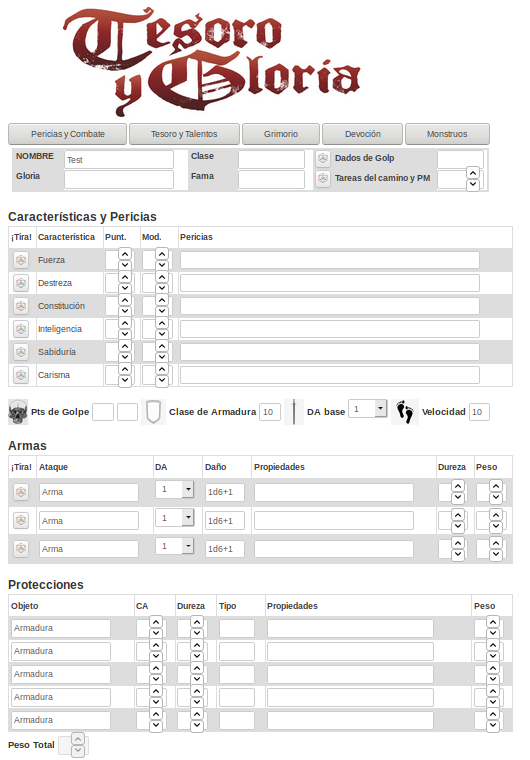 Tesoro
y Gloria
Pericias y Combate Tesoro y Talentos Grimorio Devoción Monstruos
NOMBRE Test Clase Dados de Golp
Gloria Fama Tareas del camino y PM
Características y Pericias
¡Tira! Característica Punt. Mod. Pericias
Fuerza
Destreza
Constitución
Inteligencia
Sabiduría
Carisma
Pts de Golpe Clase de Armadura 10 DA base 1 Velocidad 10
Armas
¡Tira! Ataque DA Daño Propiedades Dureza Peso
Arma 1 1d6+1
Arma 1 1d6+1
Arma 1 1d6+1
Protecciones
Objeto CA Dureza Tipo Propiedades Peso
Armadura
Armadura
Armadura
Armadura
Armadura
Peso Total